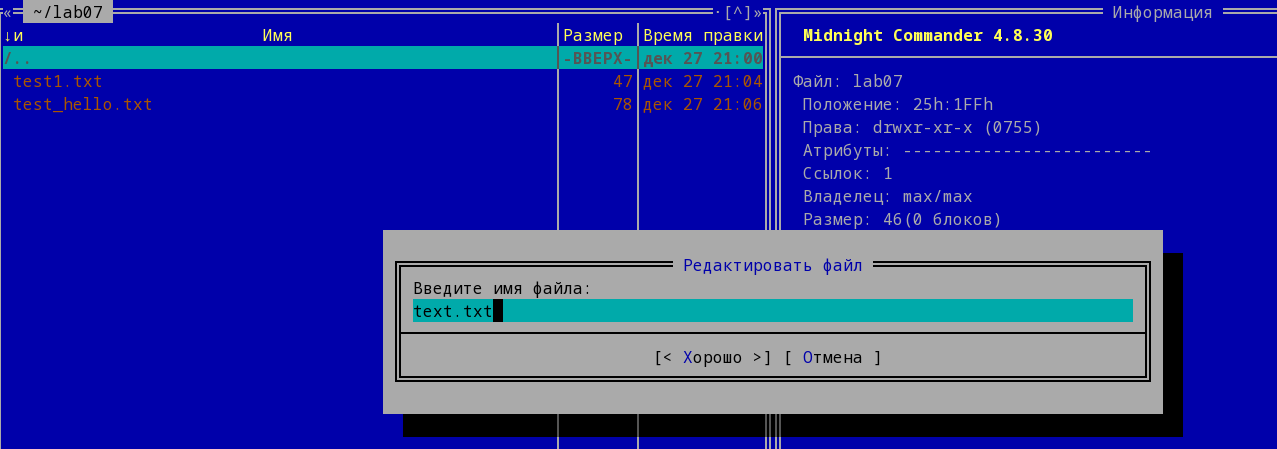 « ~/lab07 ·[^]»
↓и Имя Размер Время правки
/.. -ВВЕРХ- дек 27 21:00
test1.txt 47 дек 27 21:04
test_hello.txt 78 дек 27 21:06
Информация
Midnight Commander 4.8.30
Файл: lab07
Положение: 25h:1FFh
Права: drwxr-xr-x (0755)
Атрибуты: -------------------------
Ссылок: 1
Владелец: max/max
Размер: 46(0 блоков)
Редактировать файл
Введите имя файла:
text.txt
[< Хорошо >] [ Отмена ]